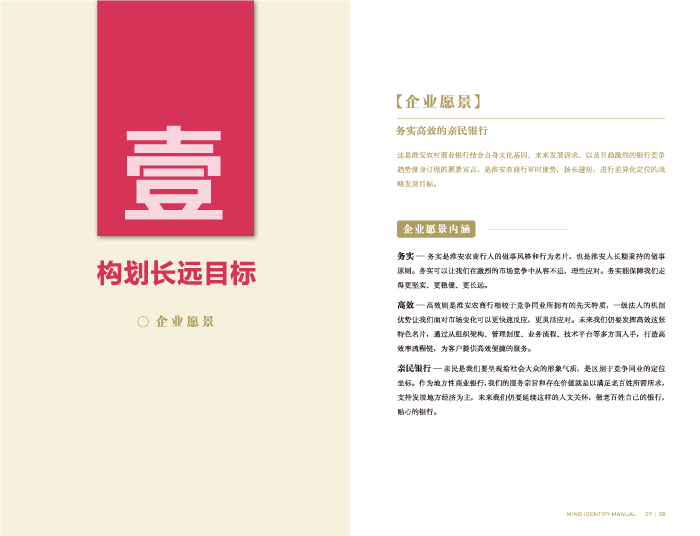 壹
构划长远目标
企业愿景
【企业愿景】
务实高效的亲民银行
这是淮安农村商业银行结合自身文化基因、未来发展诉求、以及日趋激烈的银行竞争
趋势度身订做的愿景宣言，是淮安农商行审时度势，扬长避短，进行差异化定位的战
略发展目标。
企业愿景内涵
务实 — 务实是淮安农商行人的做事风格和行为名片，也是淮安人长期秉持的做事
原则。务实可以让我们在激烈的市场竞争中从容不迫，理性应对。务实能保障我们走
得更坚实、更稳健、更长远。
高效 — 高效则是淮安农商行相较于竞争同业所拥有的先天特质，一级法人的机制
优势让我们面对市场变化可以更快速反应，更灵活应对。未来我们仍要发挥高效这张
特色名片，通过从组织架构、管理制度、业务流程、技术平台等多方面入手，打造高
效率流程链，为客户提供高效便捷的服务。
亲民银行 — 亲民是我们要呈现给社会大众的形象气质，是区别于竞争同业的定位
坐标。作为地方性商业银行，我们的服务宗旨和存在价值就是以满足老百姓所需所求，
支持发展地方经济为主，未来我们仍要延续这样的人文关怀，做老百姓自己的银行，
贴心的银行。
MIND IDENTIFY MANUAL 07 | 08